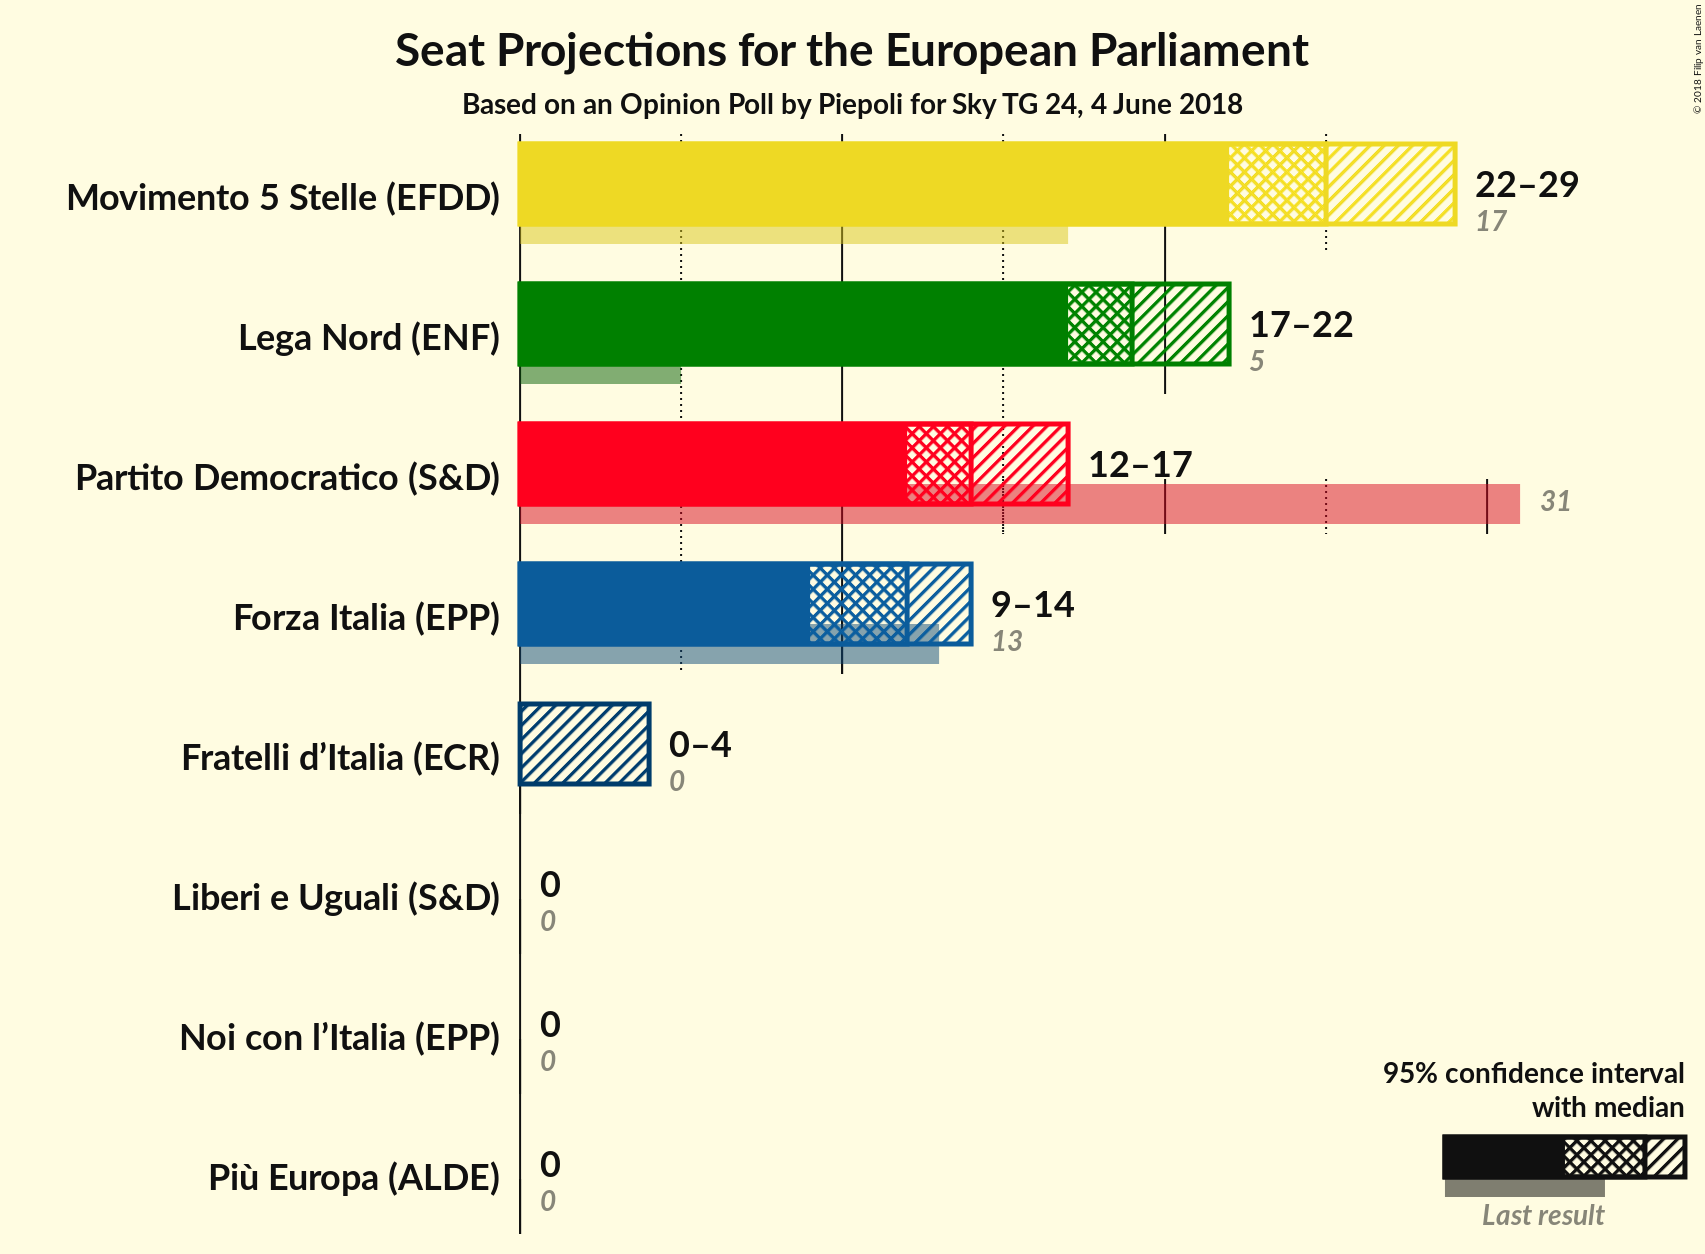 Seat Projections for the European Parliament
Based on an Opinion Poll by Piepoli for Sky TG 24, 4 June 2018
© 2018 Filip van Laenen
Movimento 5 Stelle (EFDD)
22–29
17
Lega Nord (ENF)
17–22
5
Partito Democratico (S&D)
12–17
31
Forza Italia (EPP)
9–14
13
Fratelli d’Italia (ECR)
0–4
0
Liberi e Uguali (S&D)
0
0
Noi con l’Italia (EPP)
0
0
Più Europa (ALDE)
0
0
95% confidence interval
with median
Last result